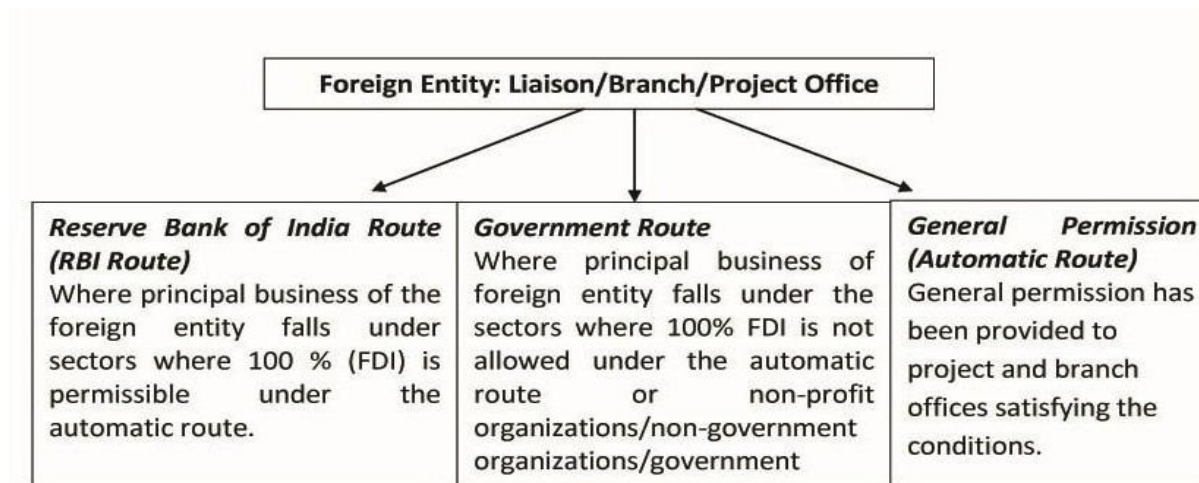 Foreign Entity: Liaison/Branch/Project Office
Reserve Bank of India Route
(RBI Route)
Where principal business of the
foreign entity falls under
sectors where 100 % (FDI) is
permissible under the
automatic route.
Government Route
Where principal business of
foreign entity falls under the
sectors where 100% FDI is not
allowed under the automatic
route or non-profit
organizations/non-government
organizations/government
General Permission
(Automatic Route)
General permission has
been provided to
project and branch
offices satisfying the
conditions.